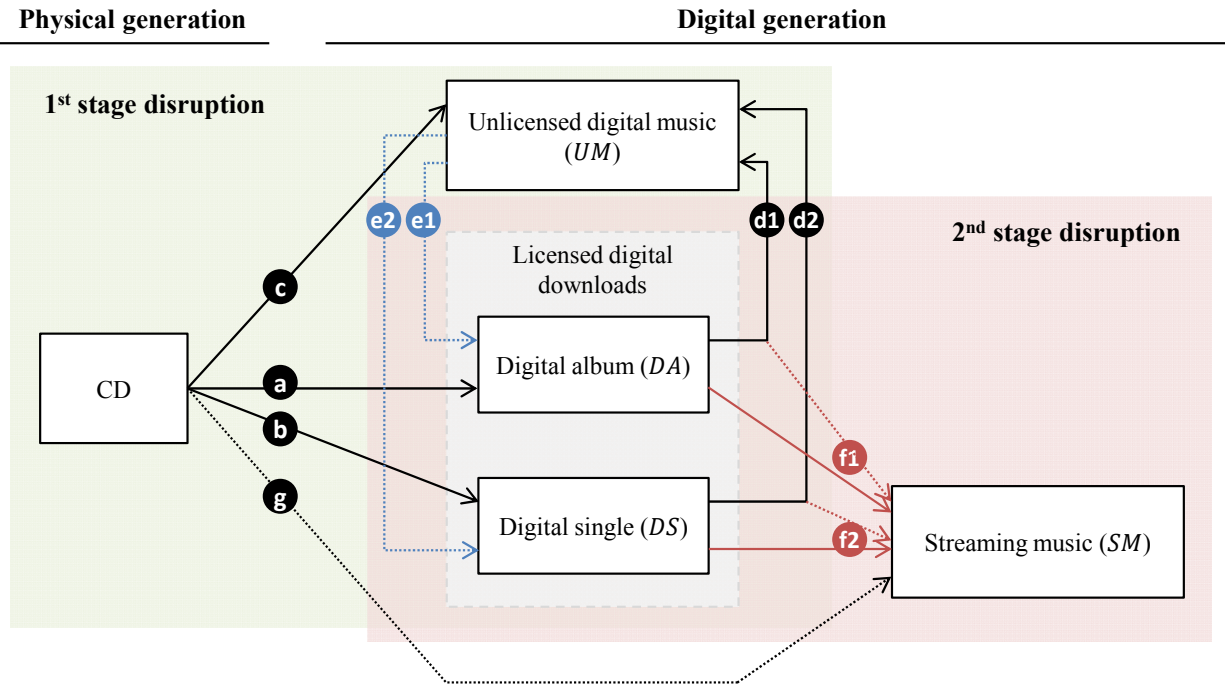 Physical generation
Digital generation
1st stage disruption
Unlicensed digital music
(UM)
e2
e1
d1
d2
2nd stage disruption
Licensed digital
downloads
c
CD
a
Digital album (DA)
b
f1
g
Digital single (DS)
f2
Streaming music (SM)